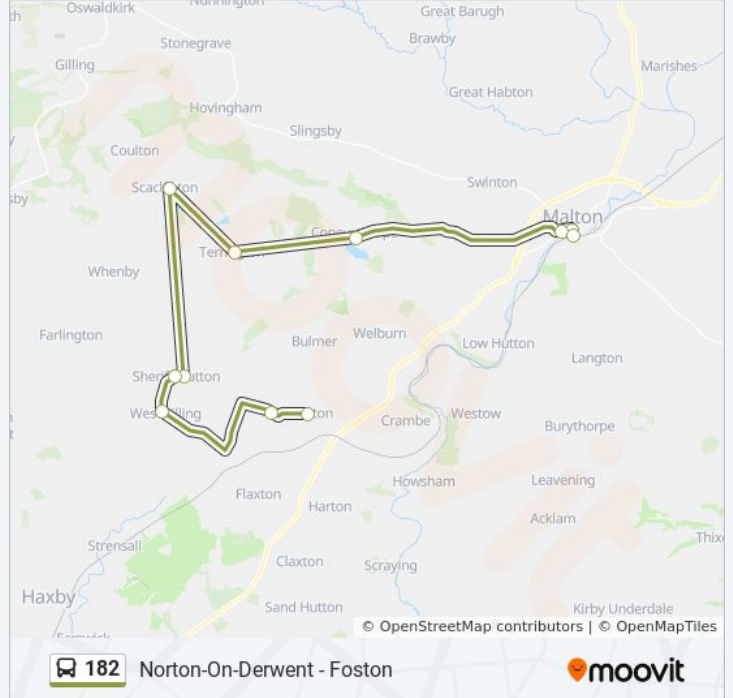 Oswaldkirk
Great Barugh
Stonegrave
Brawby
Gilling
Marishes
Great Habton
Hovingham
Slingsby
Coulton
Swinton
Malton
Whenby
Farlington
Bulmer
Welburn
Low Hutton
Langton
Crambe
Westow
Burythorpe
Howsham
Leavening
Flaxton
Harton
Acklam
Strensall
Claxton
Scraying
Haxby
Sand Hutton
Kirby Underdale
© OpenStreetMap contributors | © OpenMapTiles
182 Norton-On-Derwent - Foston
moovit